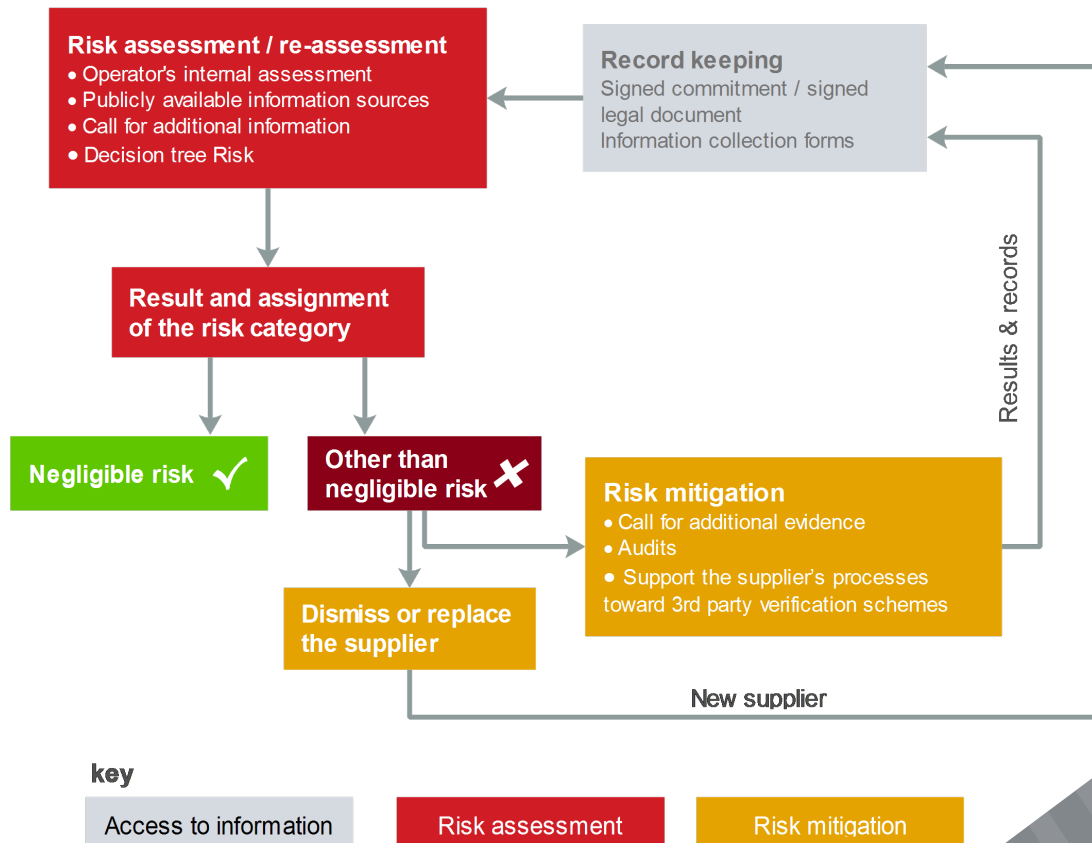 Risk assessment / re-assessment
• Operator's internal assessment
• Publicly available information sources
• Call for additional information
• Decision tree Risk
Record keeping
Signed commitment / signed
legal document
Information collection forms
Result and assignment
of the risk category
Results & records
Negligible risk
Other than
negligible risk
Risk mitigation
• Call for additional evidence
• Audits
• Support the supplier's processes
toward 3rd party verification schemes
Dismiss or replace
the supplier
New supplier
key
Access to information
Risk assessment
Risk mitigation